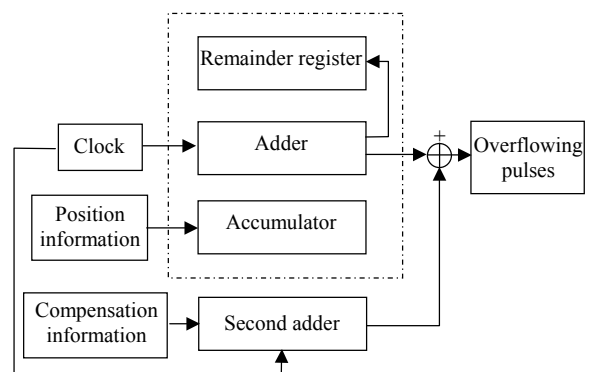 Remainder register
Clock
Adder
+
Overflowing
pulses
Position
information
Accumulator
Compensation
information
Second adder